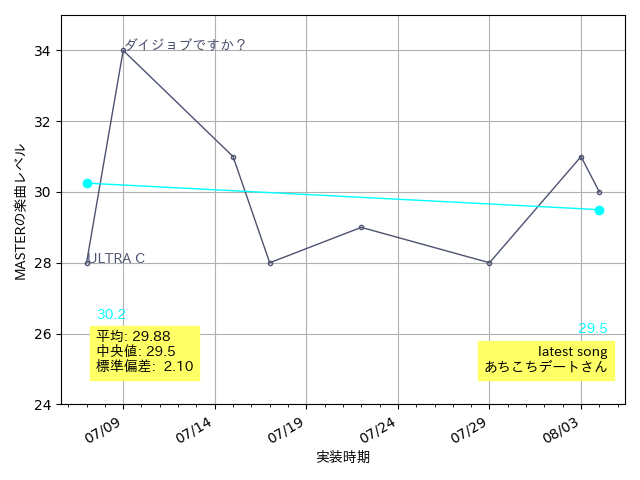 34
32
30
28
26
24
MASTERの楽曲レベル
ダイジョブですか？
ULTRA C
30.2
平均: 29.88
中央値: 29.5
標準偏差: 2.10
29.5
latest song
あちこちデートさん
07/09
07/14
07/19
07/24
07/29
08/03
実装時期